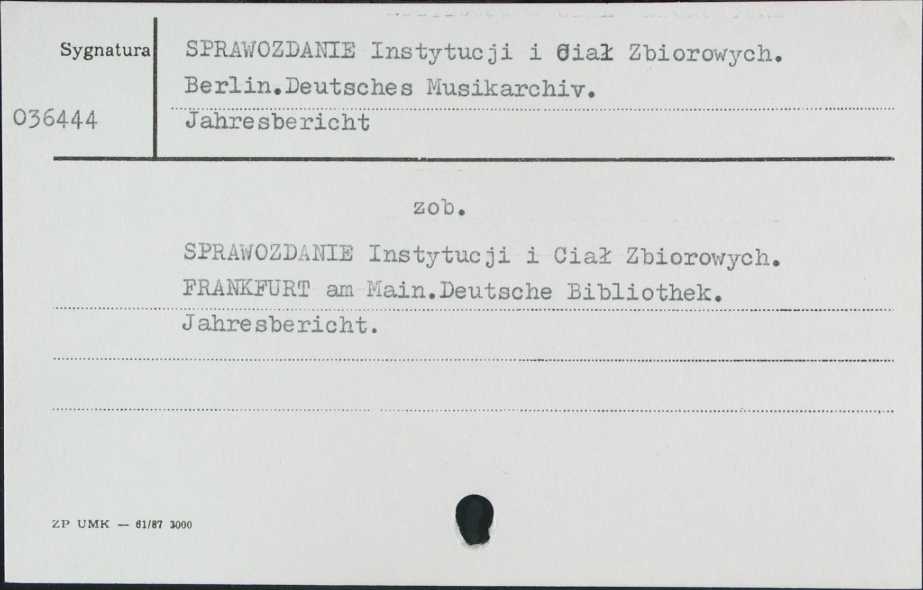 Sygnatura
SPRAWOZDANIE Instytucji i Ciał Zbiorowych.
Berlin.Deutsches Musikarchiv.
036444
Jahresbericht
zob.
SPRAWOZDANIE Instytucji i Ciał Zbiorowych.
FRANKFURT am Main.Deutsche Bibliothek.
Jahresbericht.
ZP UMK — 61/87 3000